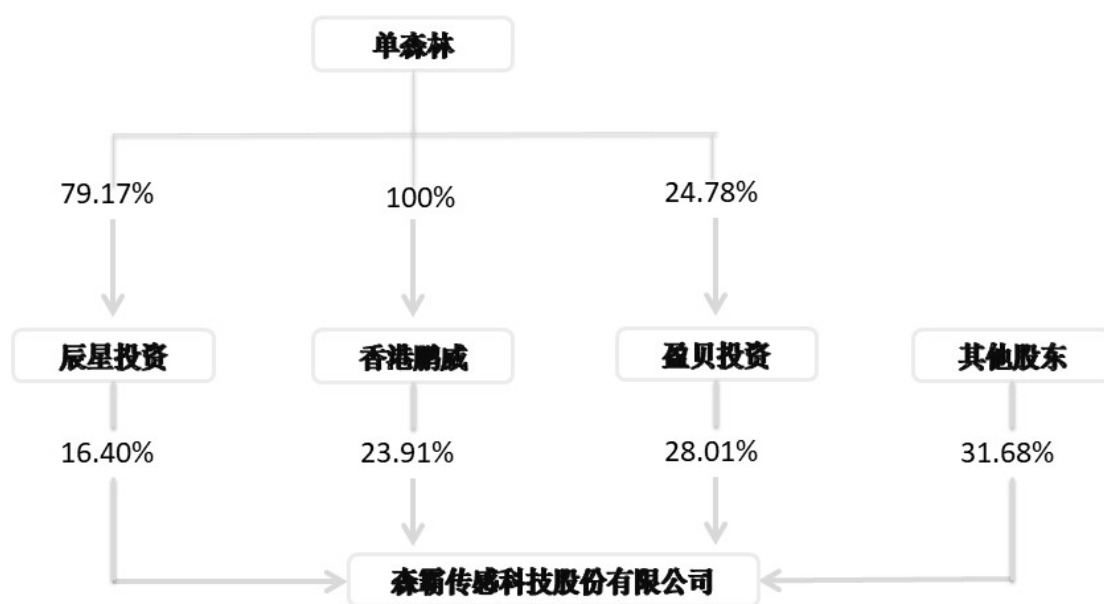 单森林
79.17%
100%
24.78%
辰星投资
香港鹏威
盈贝投资
其他股东
16.40%
23.91%
28.01%
31.68%
森霸传感科技股份有限公司